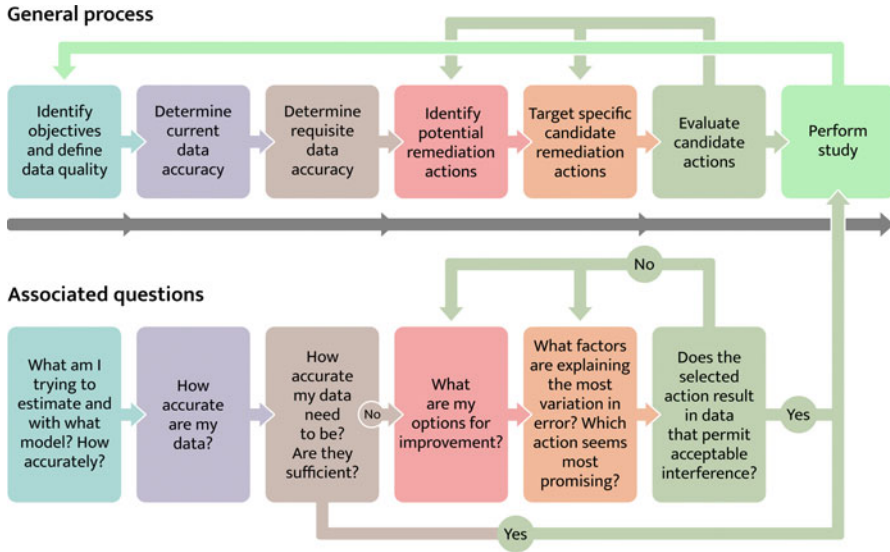 General process
Identify
objectives
and define
data quality
Determine
current
data
accuracy
Determine
requisite
data
accuracy
Identify
potential
remediation
actions
Target specific
candidate
remediation
actions
Evaluate
candidate
actions
Perform
study
Associated questions
What am I
trying to
estimate and
with what
model? How
accurately?
How
accurate
are my
data?
How
accurate
my data
need
to be?
Are they
sufficient?
No
What
are my
options for
improvement?
What factors
are explaining
the most
variation in
error? Which
action seems
most
promising?
No
Does the
selected
action result
in data
that permit
acceptable
interference?
Yes
Yes